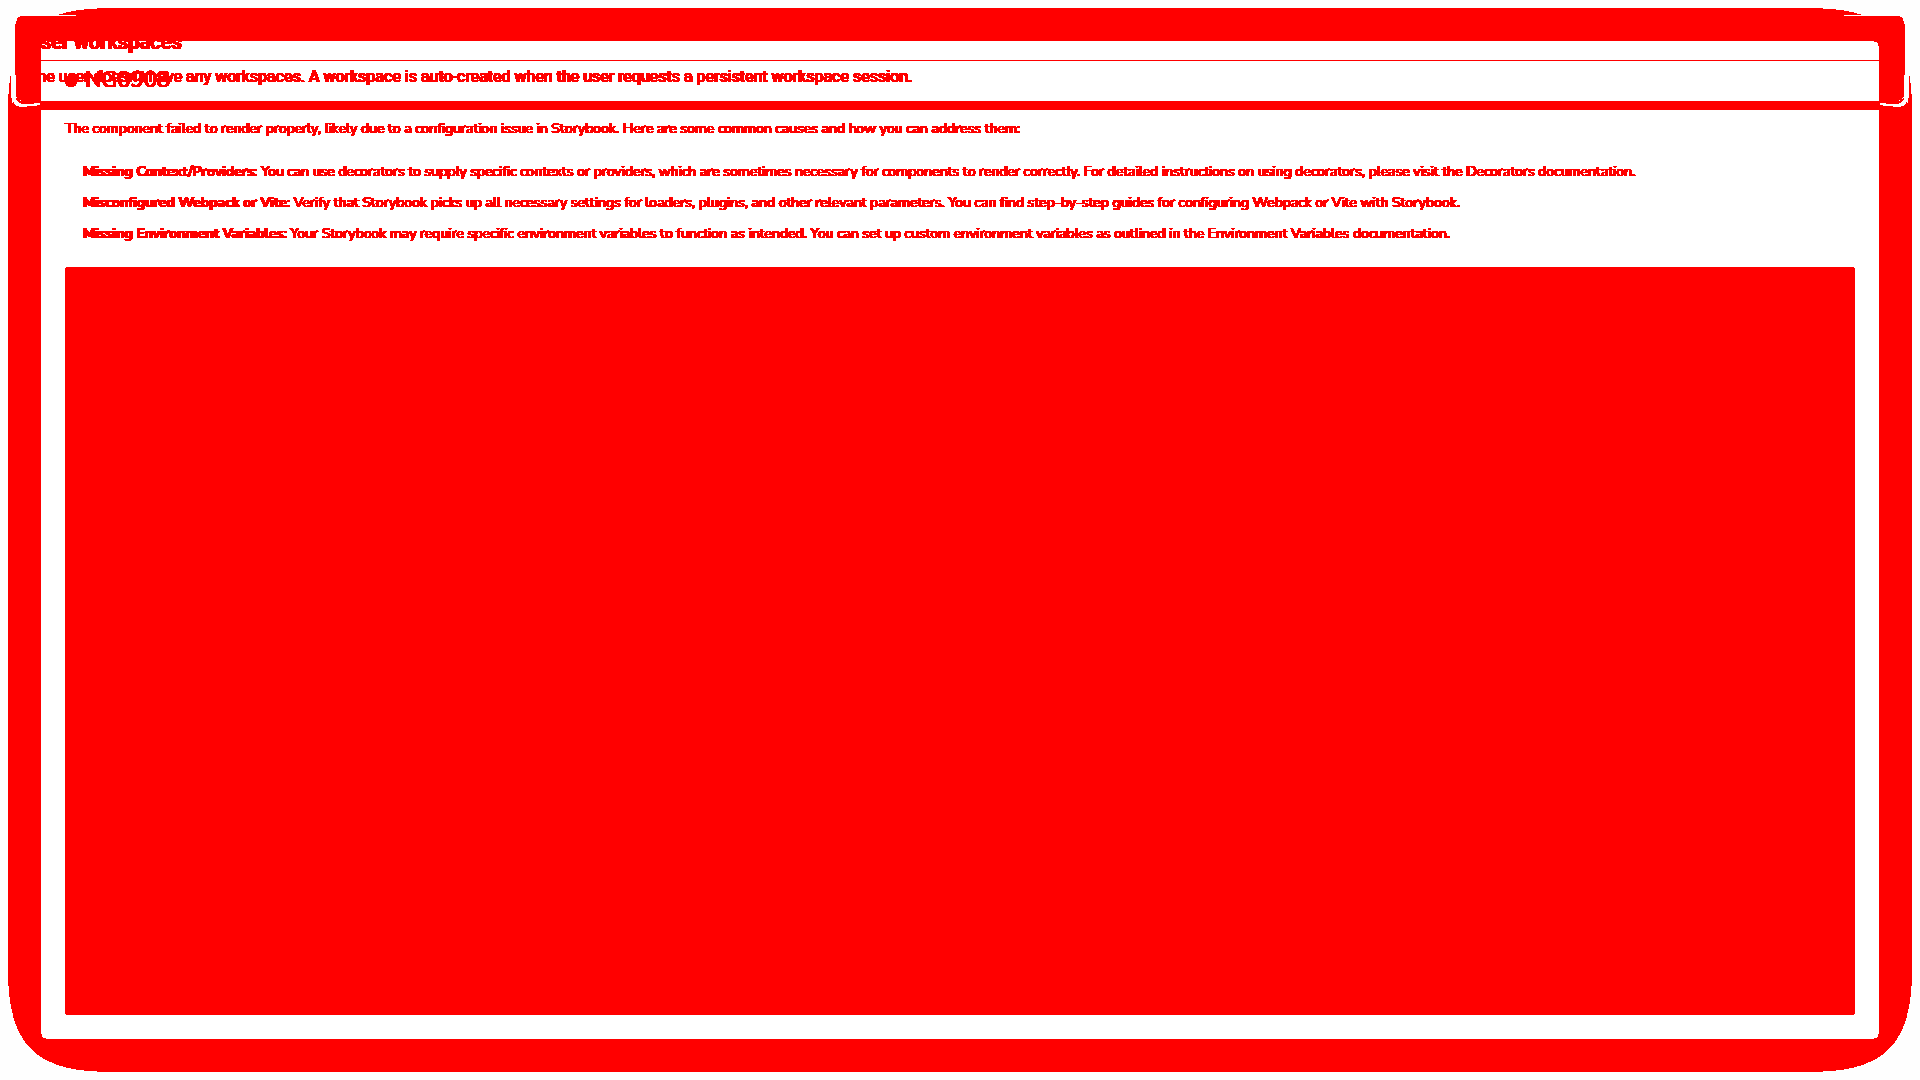 ser workspaces
he user any workspaces. A workspace is auto-created when the user requests a persistent workspace session.
NG0908
The component failed to render properly, likely due to a configuration issue in Storybook. Here are some common causes and how you can address them:
Missing Context/Providers: You can use decorators to supply specific contexts or providers, which are sometimes necessary for components to render correctly. For detailed instructions on using decorators, please visit the Decorators documentation.
Misconfigured Webpack or Vite: Verify that Storybook picks up all necessary settings for loaders, plugins, and other relevant parameters. You can find step-by-step guides for configuring Webpack or Vite with Storybook.
Missing Environment Variables: Your Storybook may require specific environment variables to function as intended. You can set up custom environment variables as outlined in the Environment Variables documentation.